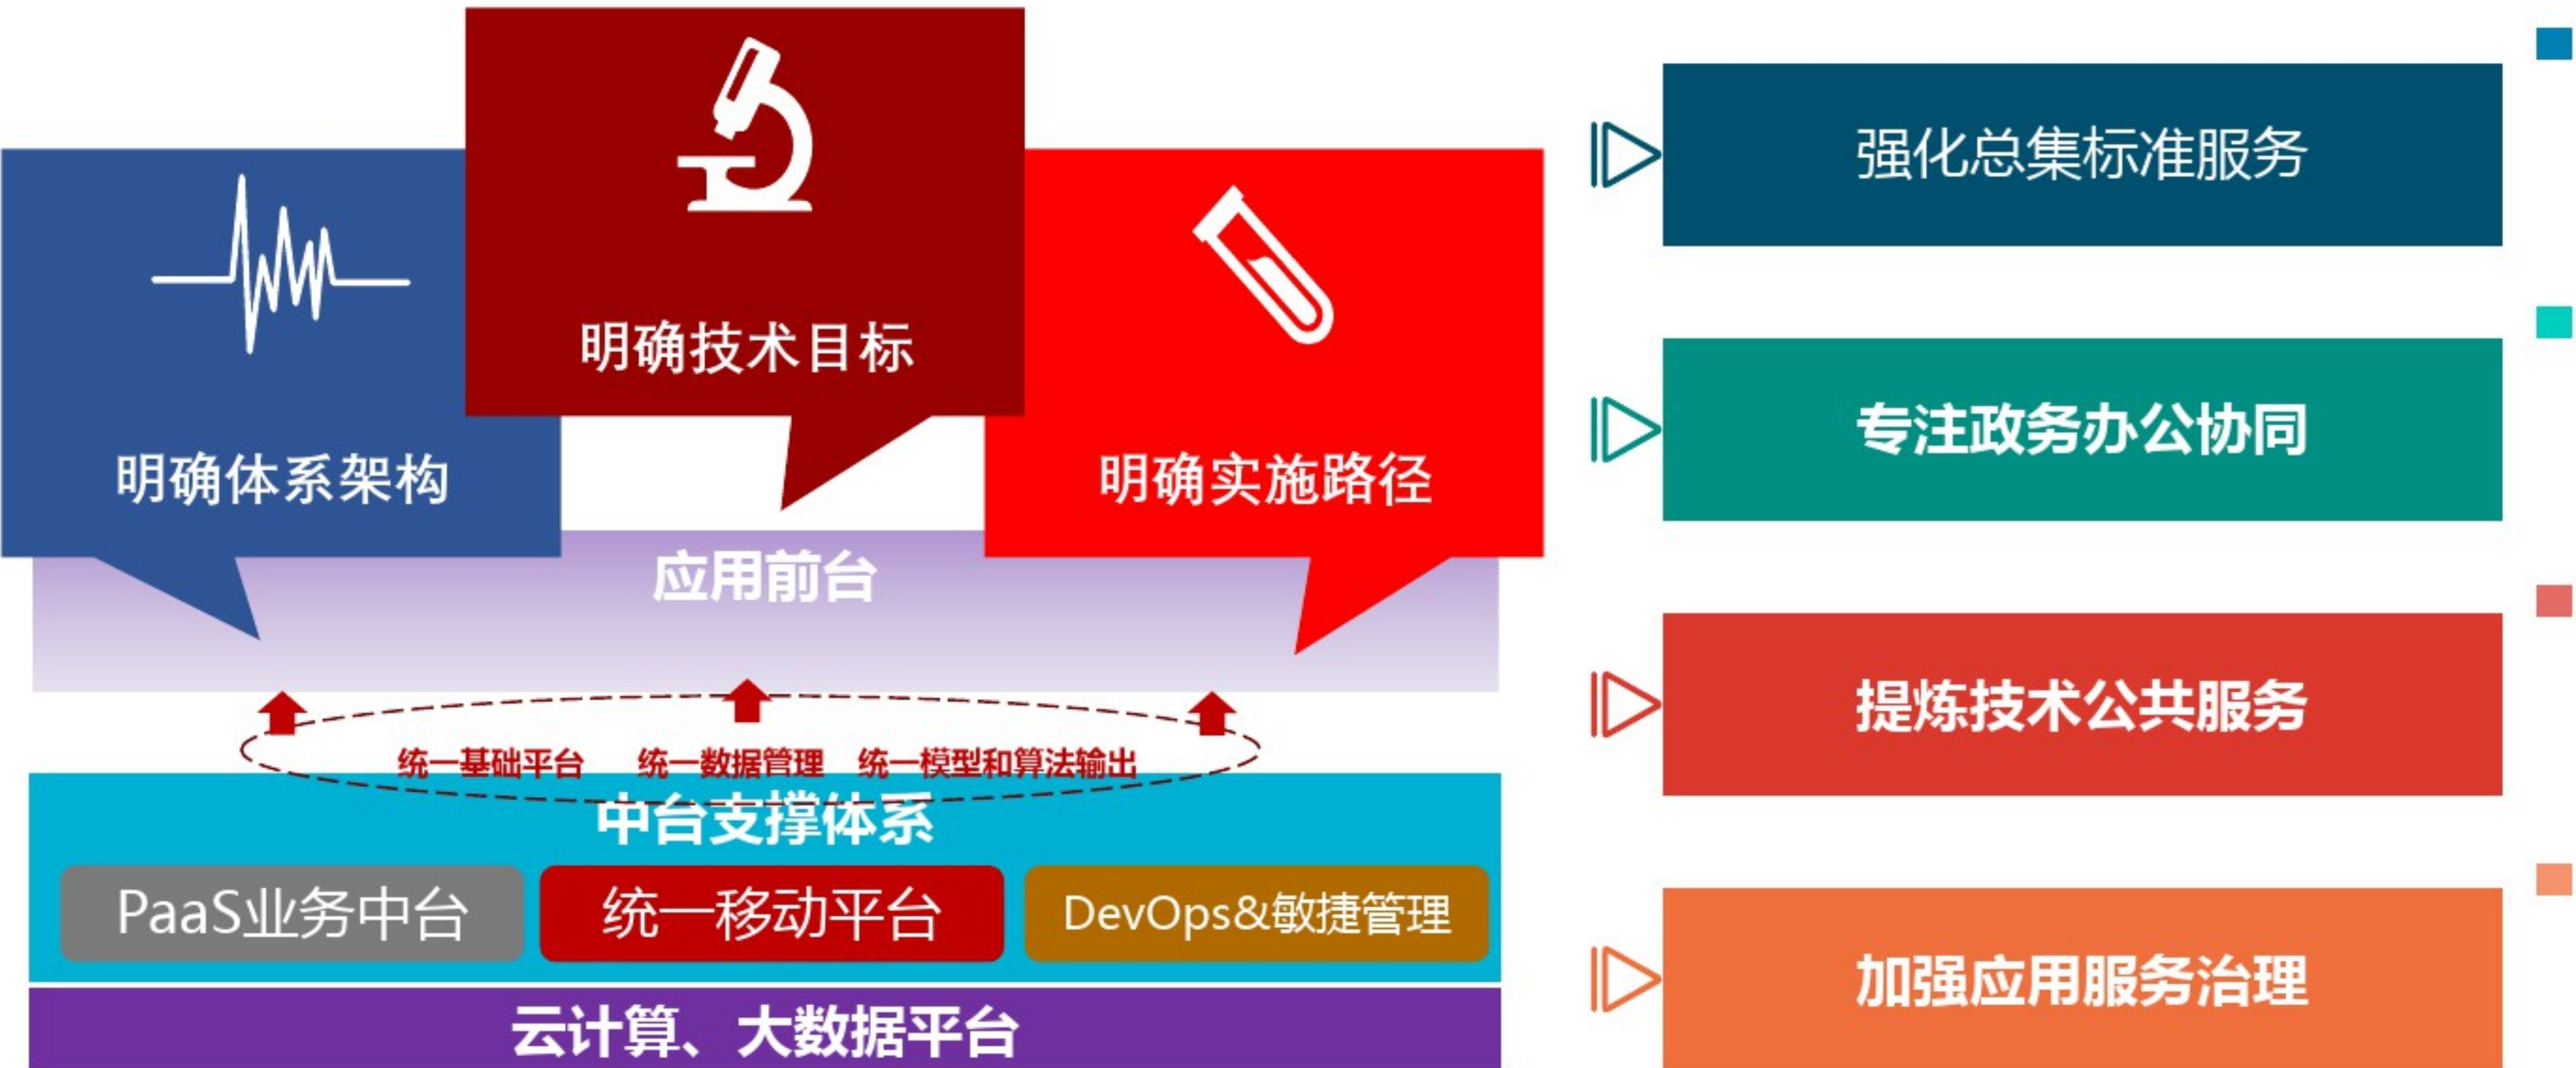 明确技术目标
明确体系架构
明确实施路径
应用前台
统一基础平台 统一数据管理 统一模型和算法输出
中台支撑体系
PaaS业务中台
统一移动平台
DevOps&敏捷管理
云计算、大数据平台
强化总集标准服务
专注政务办公协同
提炼技术公共服务
加强应用服务治理